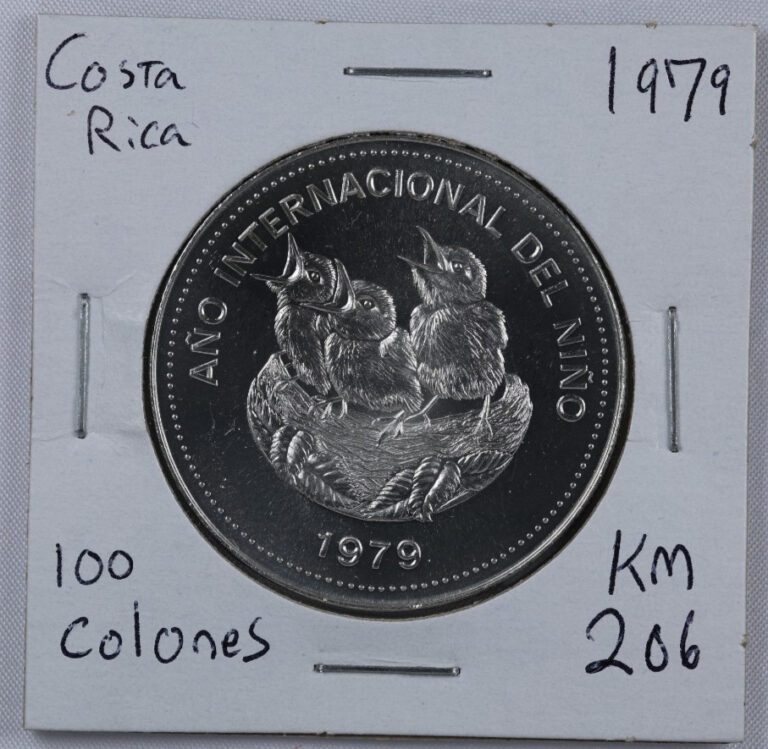 Costa
Rica
1979
AÑO INTERNACIONAL DEL NIÑO
1979
100
Colones
KM
206